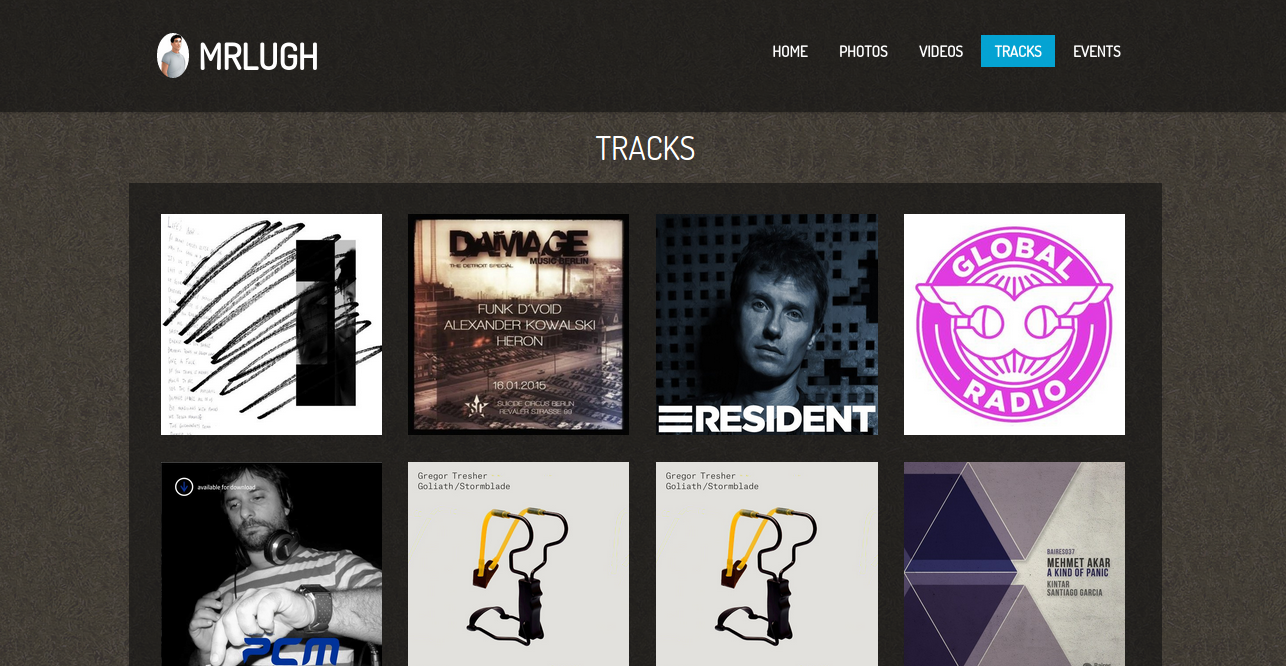 MRLUGH
HOME PHOTOS VIDEOS TRACKS EVENTS
TRACKS
DAMAGE
MUSIC BERLIN
THE DETROIT SPECIAL
FUNK D'VOID
ALEXANDER KOWALSKI
HERON
16.01.2015
SUICIDE CIRCUS BERLIN
REVALER STRASSE 99
RESIDENT
GLOBAL
RADIO
available for download
PCM
Gregor Tresher
Goliath/Stormblade
Gregor Tresher
Goliath/Stormblade
BAIRES037
MEHMET AKAR
A KIND OF PANIC
KINTAR
SANTIAGO GARCIA